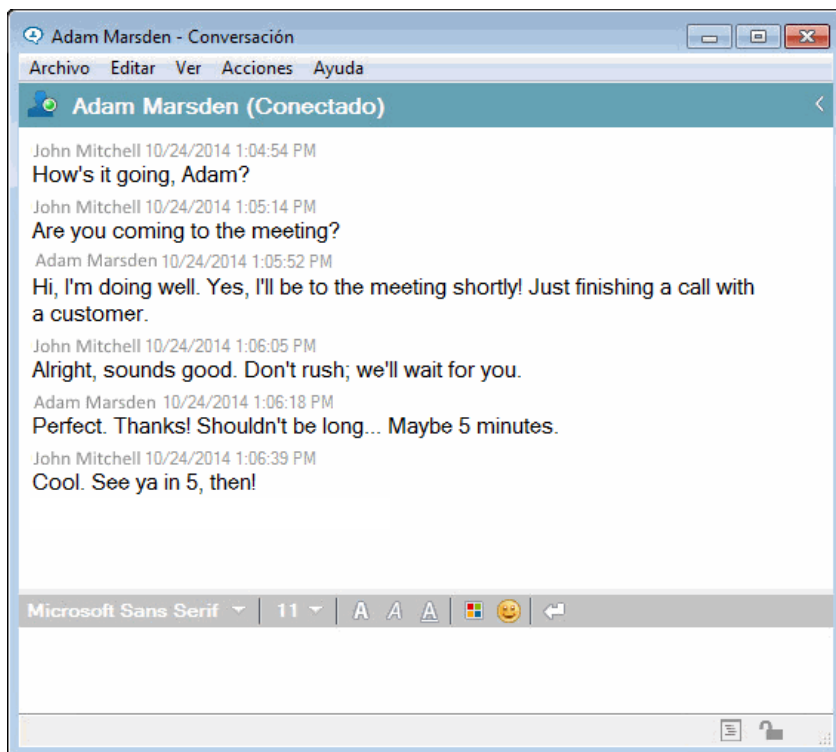 Adam Marsden - Conversación
Archivo Editar Ver Acciones Ayuda
Adam Marsden (Conectado)
John Mitchell 10/24/2014 1:04:54 PM
How's it going, Adam?
John Mitchell 10/24/2014 1:05:14 PM
Are you coming to the meeting?
Adam Marsden 10/24/2014 1:05:52 PM
Hi, I'm doing well. Yes, I'll be to the meeting shortly! Just finishing a call with
a customer.
John Mitchell 10/24/2014 1:06:05 PM
Alright, sounds good. Don't rush; we'll wait for you.
Adam Marsden 10/24/2014 1:06:18 PM
Perfect. Thanks! Shouldn't be long... Maybe 5 minutes.
John Mitchell 10/24/2014 1:06:39 PM
Cool. See ya in 5, then!
Microsoft Sans Serif 11 A A A